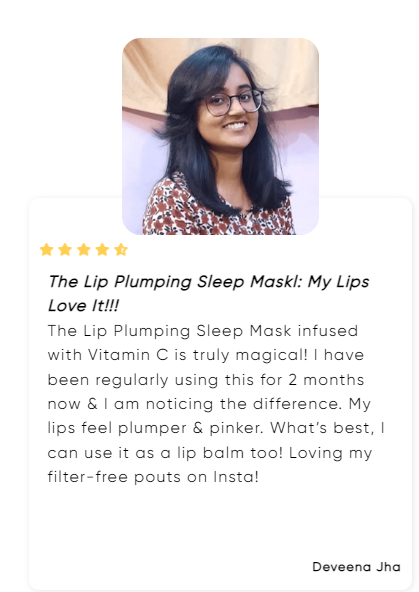 The Lip Plumping Sleep Maskl: My Lips
Love It!!!
The Lip Plumping Sleep Mask infused
with Vitamin C is truly magical! I have
been regularly using this for 2 months
now & I am noticing the difference. My
lips feel plumper & pinker. What's best, I
can use it as a lip balm too! Loving my
filter-free pouts on Insta!
Deveena Jha